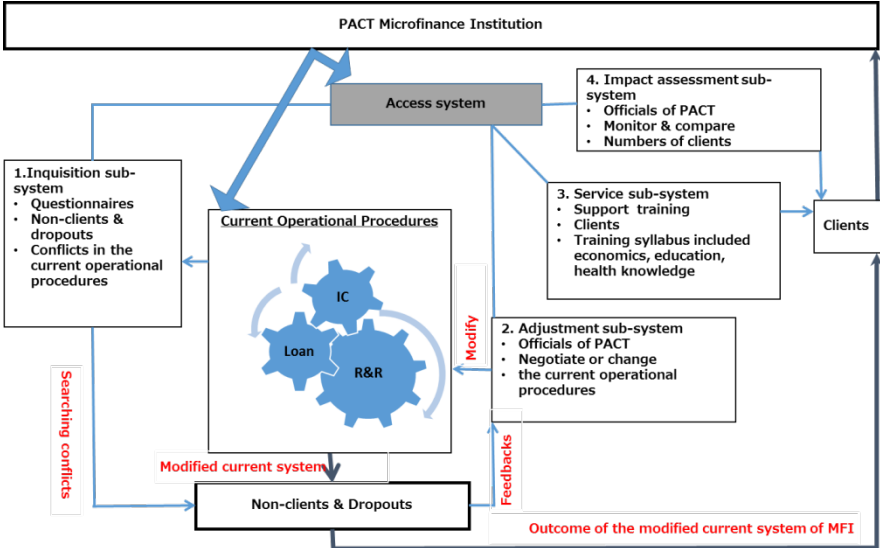 PACT Microfinance Institution
Access system
4. Impact assessment sub-
system
• Officials of PACT
• Monitor & compare
• Numbers of clients
1.Inquisition sub-
system
• Questionnaires
• Non-clients &
dropouts
• Conflicts in the
current operational
procedures
3. Service sub-system
• Support training
• Clients
• Training syllabus included
economics, education,
health knowledge
Clients
Current Operational Procedures
IC
Loan
R&R
Modify
2. Adjustment sub-system
• Officials of PACT
• Negotiate or change
• the current operational
procedures
Searching conflicts
Modified current system
Feedbacks
Non-clients & Dropouts
Outcome of the modified current system of MFI